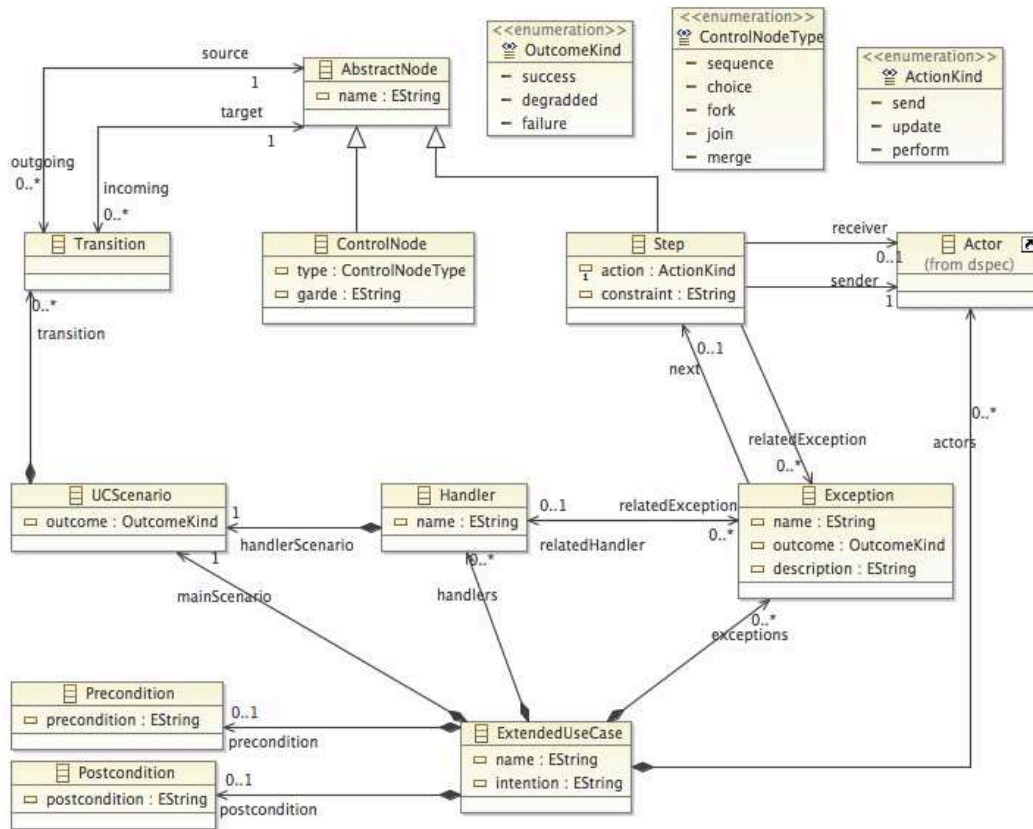 <<enumeration>>
OutcomeKind
success
degradded
failure
<<enumeration>>
ControlNodeType
sequence
choice
fork
join
merge
<<enumeration>>
ActionKind
send
update
perform
source
1
AbstractNode
name : EString
target
1
outgoing
0..*
incoming
0..*
Transition
ControlNode
type : ControlNodeType
garde : EString
Step
action : ActionKind
1
constraint : EString
receiver
0..1
sender
1
Actor
(from dspec)
0..*
transition
0..1
next
relatedException
0..*
0..*
actors
UCScenario
outcome : OutcomeKind
1
handlerScenario
Handler
name : EString
0..1
relatedException
relatedHandler
0..*
Exception
name : EString
outcome : OutcomeKind
description : EString
1
mainScenario
0..*
handlers
0..*
exceptions
Precondition
precondition : EString
0..1
precondition
Postcondition
postcondition : EString
0..1
postcondition
ExtendedUseCase
name : EString
intention : EString